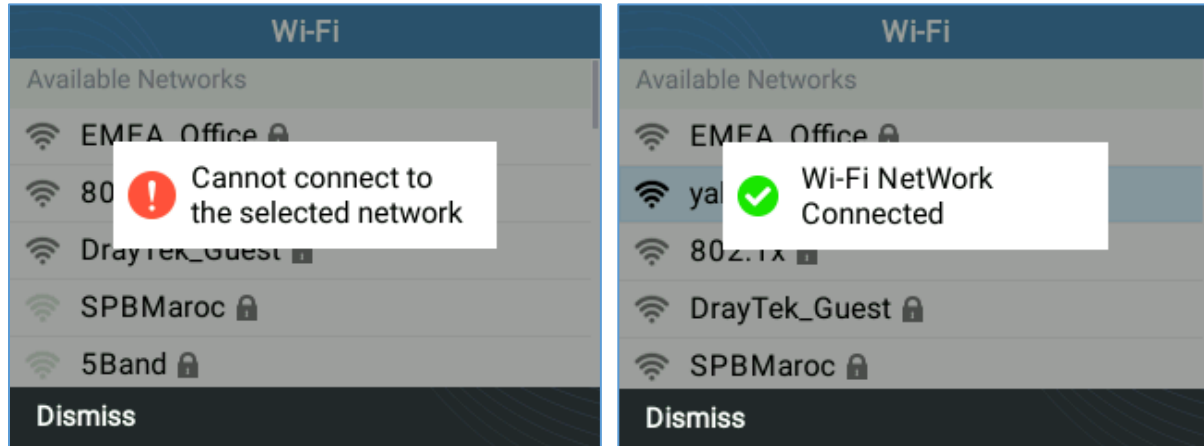 Wi-Fi
Available Networks
EMEA_Office
80
Cannot connect to
the selected network
DrayTek_Guest
SPBMaroc
5Band
Dismiss
Wi-Fi
Available Networks
EMEA_Office
Wi-Fi NetWork
Connected
802.1x
DrayTek_Guest
SPBMaroc
Dismiss